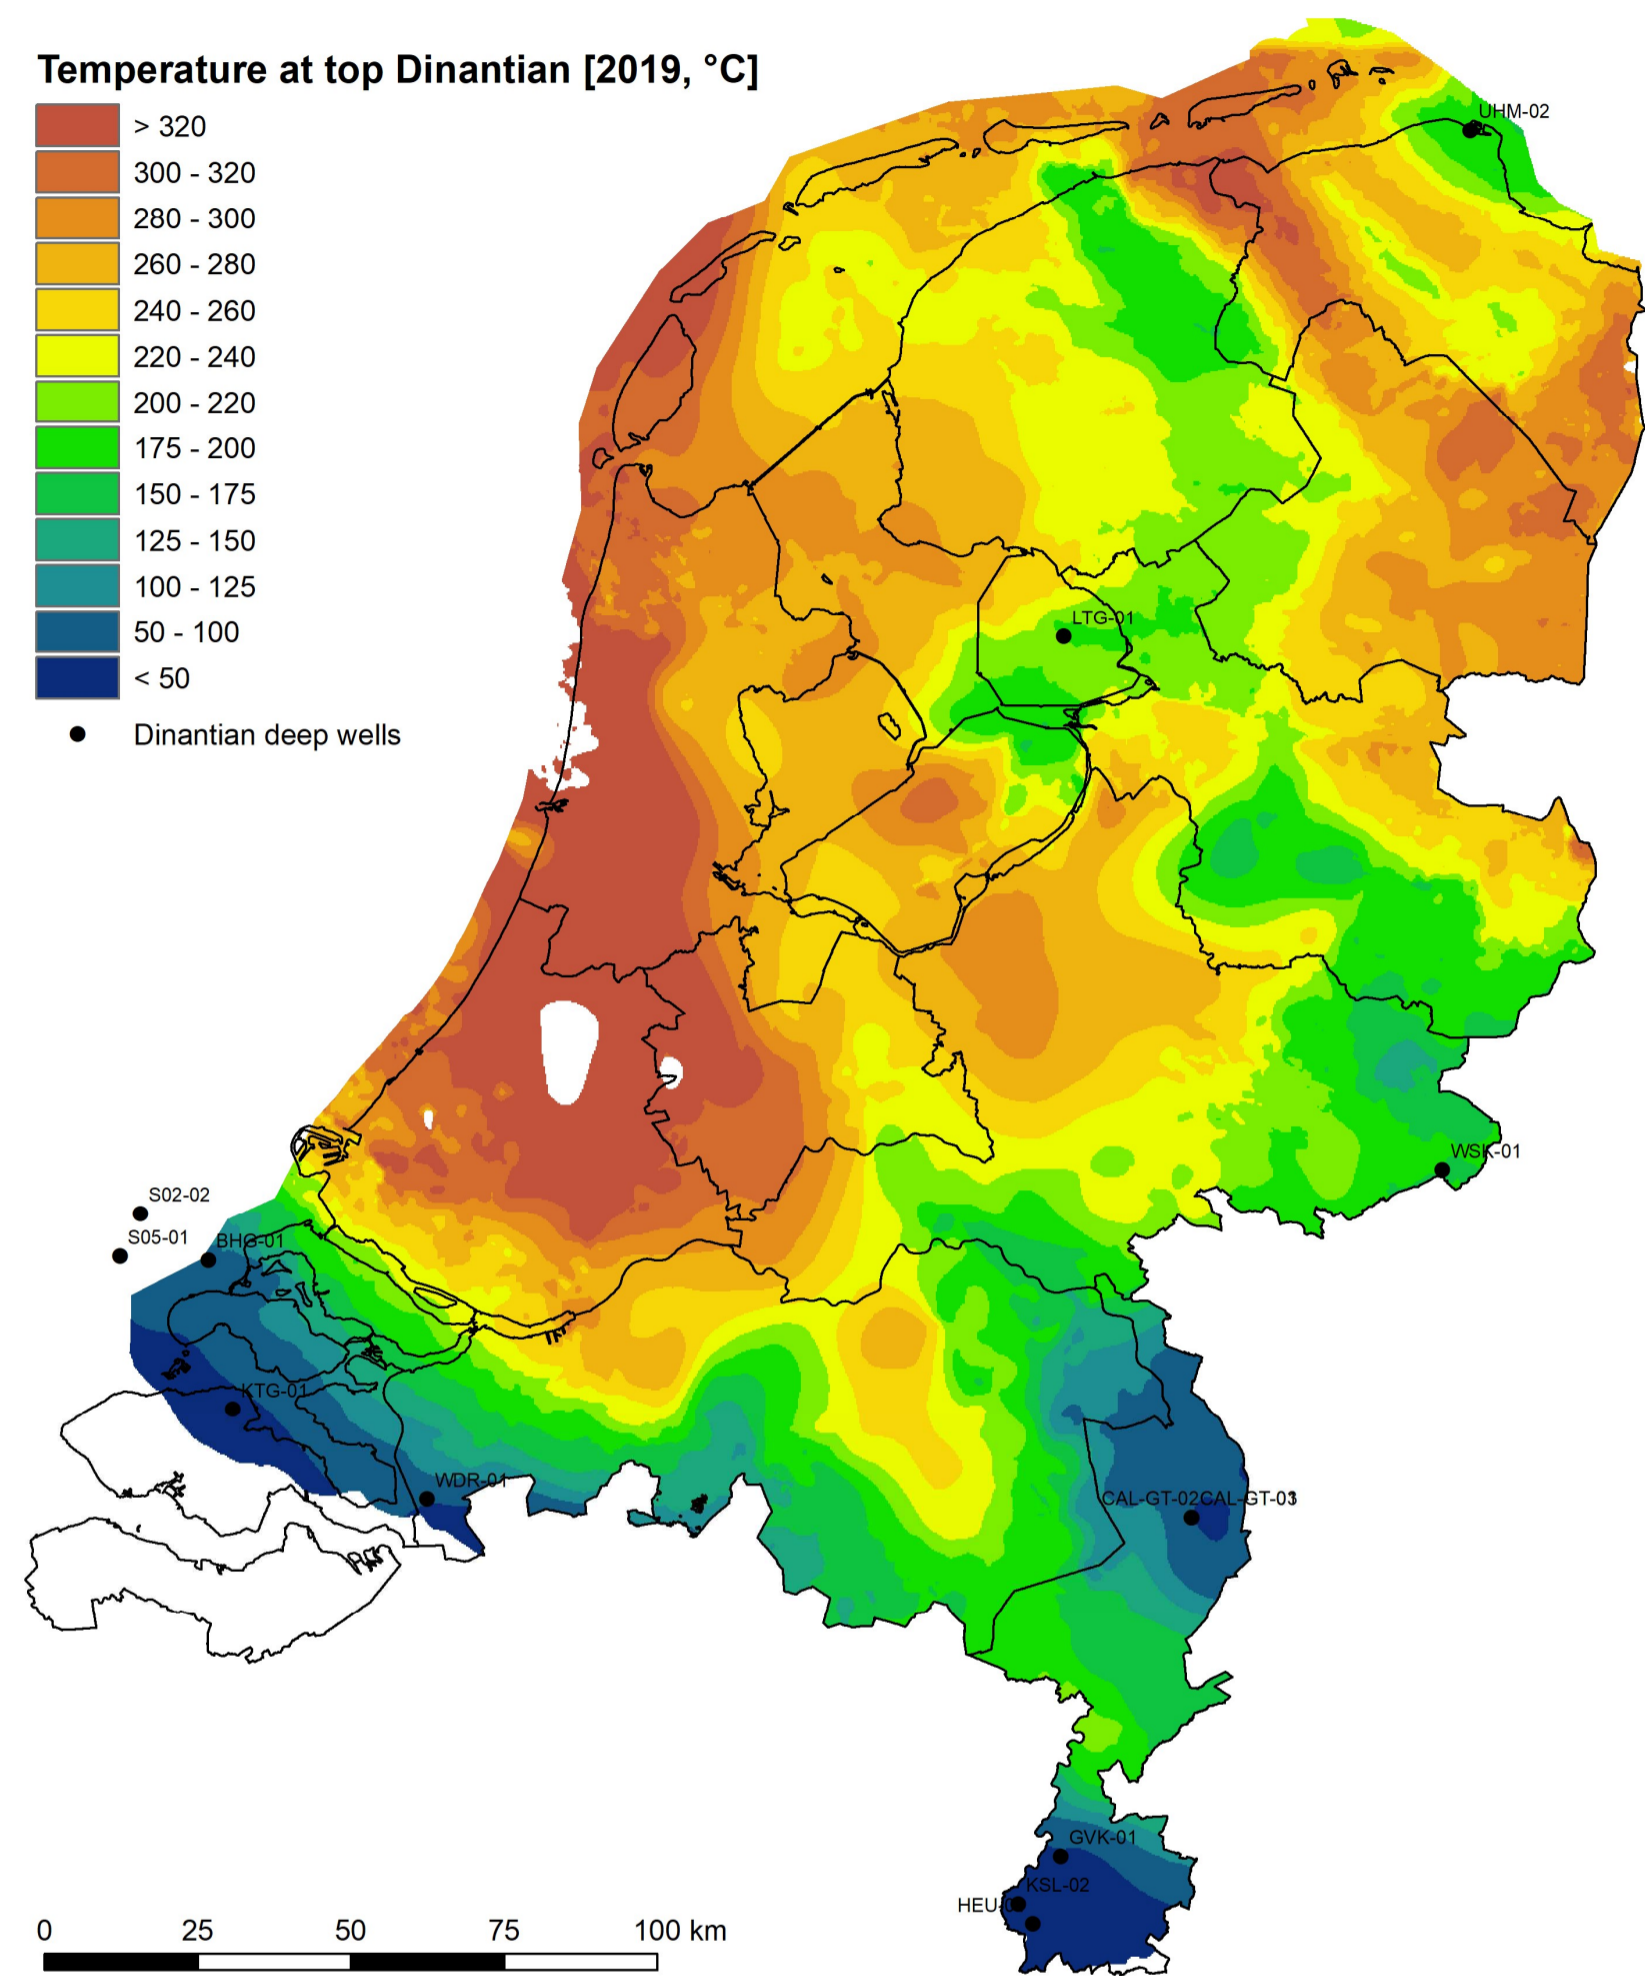 Temperature at top Dinantian [2019, °C]
> 320
300 - 320
280 - 300
260 - 280
240 - 260
220 - 240
200 - 220
175 - 200
150 - 175
125 - 150
100 - 125
50 - 100
< 50
Dinantian deep wells
UHM-02
LTG-01
WSK-01
S02-02
S05-01
BHG-01
KTG-01
WDR-01
CAL-GT-02
CAL-GT-03
GVK-01
KSL-02
0 25 50 75 100 km